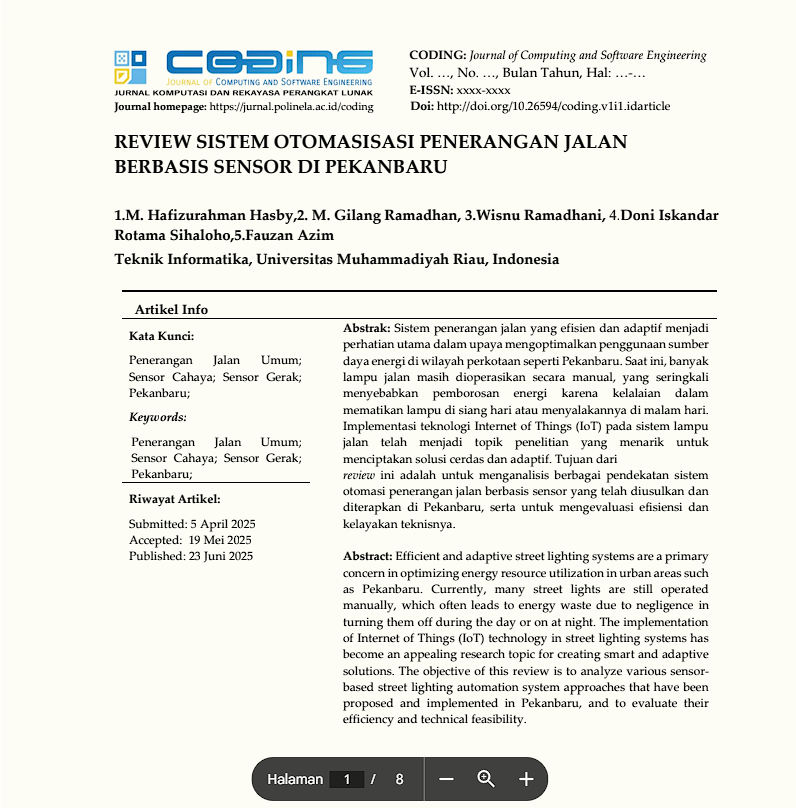 CODING
JOURNAL OF COMPUTING AND SOFTWARE ENGINEERING
JURNAL KOMPUTASI DAN REKAYASA PERANGKAT LUNAK
Journal homepage: https://jurnal.polinela.ac.id/coding
CODING: Journal of Computing and Software Engineering
Vol. …, No. …, Bulan Tahun, Hal: …-…
E-ISSN: xxxx-xxxx
Doi: http://doi.org/10.26594/coding.v1i1.idarticle
REVIEW SISTEM OTOMASISASI PENERANGAN JALAN
BERBASIS SENSOR DI PEKANBARU
1.M. Hafizurahman Hasby,2. M. Gilang Ramadhan, 3.Wisnu Ramadhani, 4.Doni Iskandar
Rotama Sihaloho,5.Fauzan Azim
Teknik Informatika, Universitas Muhammadiyah Riau, Indonesia
Artikel Info
Kata Kunci:
Penerangan Jalan Umum;
Sensor Cahaya; Sensor Gerak;
Pekanbaru;
Keywords:
Penerangan Jalan Umum;
Sensor Cahaya; Sensor Gerak;
Pekanbaru;
Riwayat Artikel:
Submitted: 5 April 2025
Accepted: 19 Mei 2025
Published: 23 Juni 2025
Abstrak: Sistem penerangan jalan yang efisien dan adaptif menjadi
perhatian utama dalam upaya mengoptimalkan penggunaan sumber
daya energi di wilayah perkotaan seperti Pekanbaru. Saat ini, banyak
lampu jalan masih dioperasikan secara manual, yang seringkali
menyebabkan pemborosan energi karena kelalaian dalam
mematikan lampu di siang hari atau menyalakannya di malam hari.
Implementasi teknologi Internet of Things (IoT) pada sistem lampu
jalan telah menjadi topik penelitian yang menarik untuk
menciptakan solusi cerdas dan adaptif. Tujuan dari
review ini adalah untuk menganalisis berbagai pendekatan sistem
otomasi penerangan jalan berbasis sensor yang telah diusulkan dan
diterapkan di Pekanbaru, serta untuk mengevaluasi efisiensi dan
kelayakan teknisnya.
Abstract: Efficient and adaptive street lighting systems are a primary
concern in optimizing energy resource utilization in urban areas such
as Pekanbaru. Currently, many street lights are still operated
manually, which often leads to energy waste due to negligence in
turning them off during the day or on at night. The implementation
of Internet of Things (IoT) technology in street lighting systems has
become an appealing research topic for creating smart and adaptive
solutions. The objective of this review is to analyze various sensor-
based street lighting automation system approaches that have been
proposed and implemented in Pekanbaru, and to evaluate their
efficiency and technical feasibility.
Halaman 1 / 8